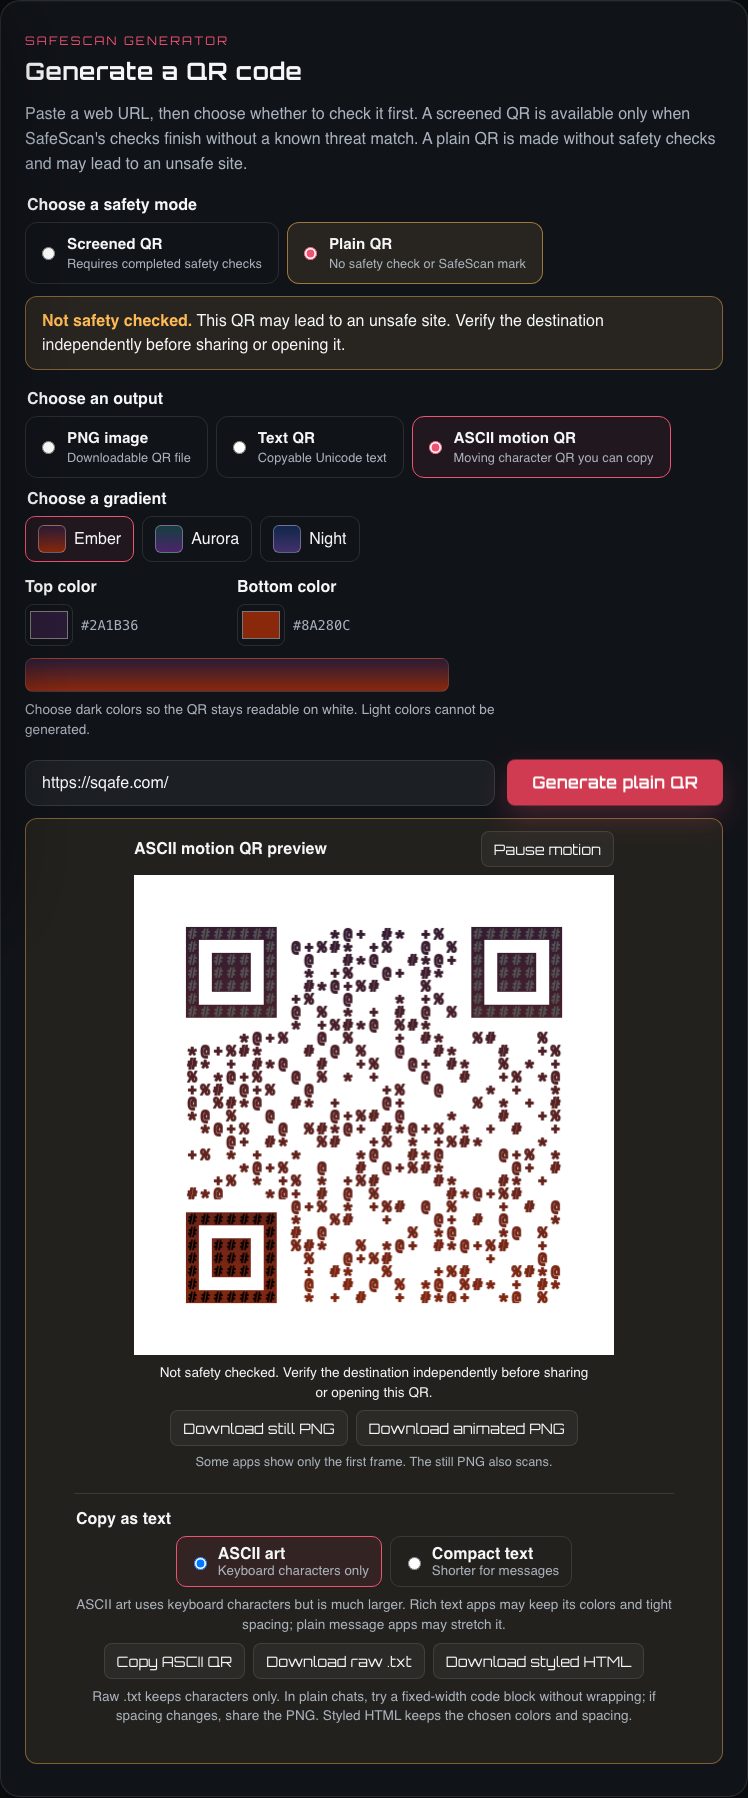 SAFESCAN GENERATOR
Generate a QR code
Paste a web URL, then choose whether to check it first. A screened QR is available only when
SafeScan's checks finish without a known threat match. A plain QR is made without safety checks
and may lead to an unsafe site.
Choose a safety mode
Screened QR
Requires completed safety checks
Plain QR
No safety check or SafeScan mark
Not safety checked. This QR may lead to an unsafe site. Verify the destination
independently before sharing or opening it.
Choose an output
PNG image
Downloadable QR file
Text QR
Copyable Unicode text
ASCII motion QR
Moving character QR you can copy
Choose a gradient
Ember
Aurora
Night
Top color
Bottom color
#2A1B36
#8A280C
Choose dark colors so the QR stays readable on white. Light colors cannot be
generated.
https://sqafe.com/
Generate plain QR
ASCII motion QR preview
Pause motion
Not safety checked. Verify the destination independently before sharing
or opening this QR.
Download still PNG
Download animated PNG
Some apps show only the first frame. The still PNG also scans.
Copy as text
ASCII art
Keyboard characters only
Compact text
Shorter for messages
ASCII art uses keyboard characters but is much larger. Rich text apps may keep its colors and tight
spacing; plain message apps may stretch it.
Copy ASCII QR
Download raw .txt
Download styled HTML
Raw .txt keeps characters only. In plain chats, try a fixed-width code block without wrapping; if
spacing changes, share the PNG. Styled HTML keeps the chosen colors and spacing.